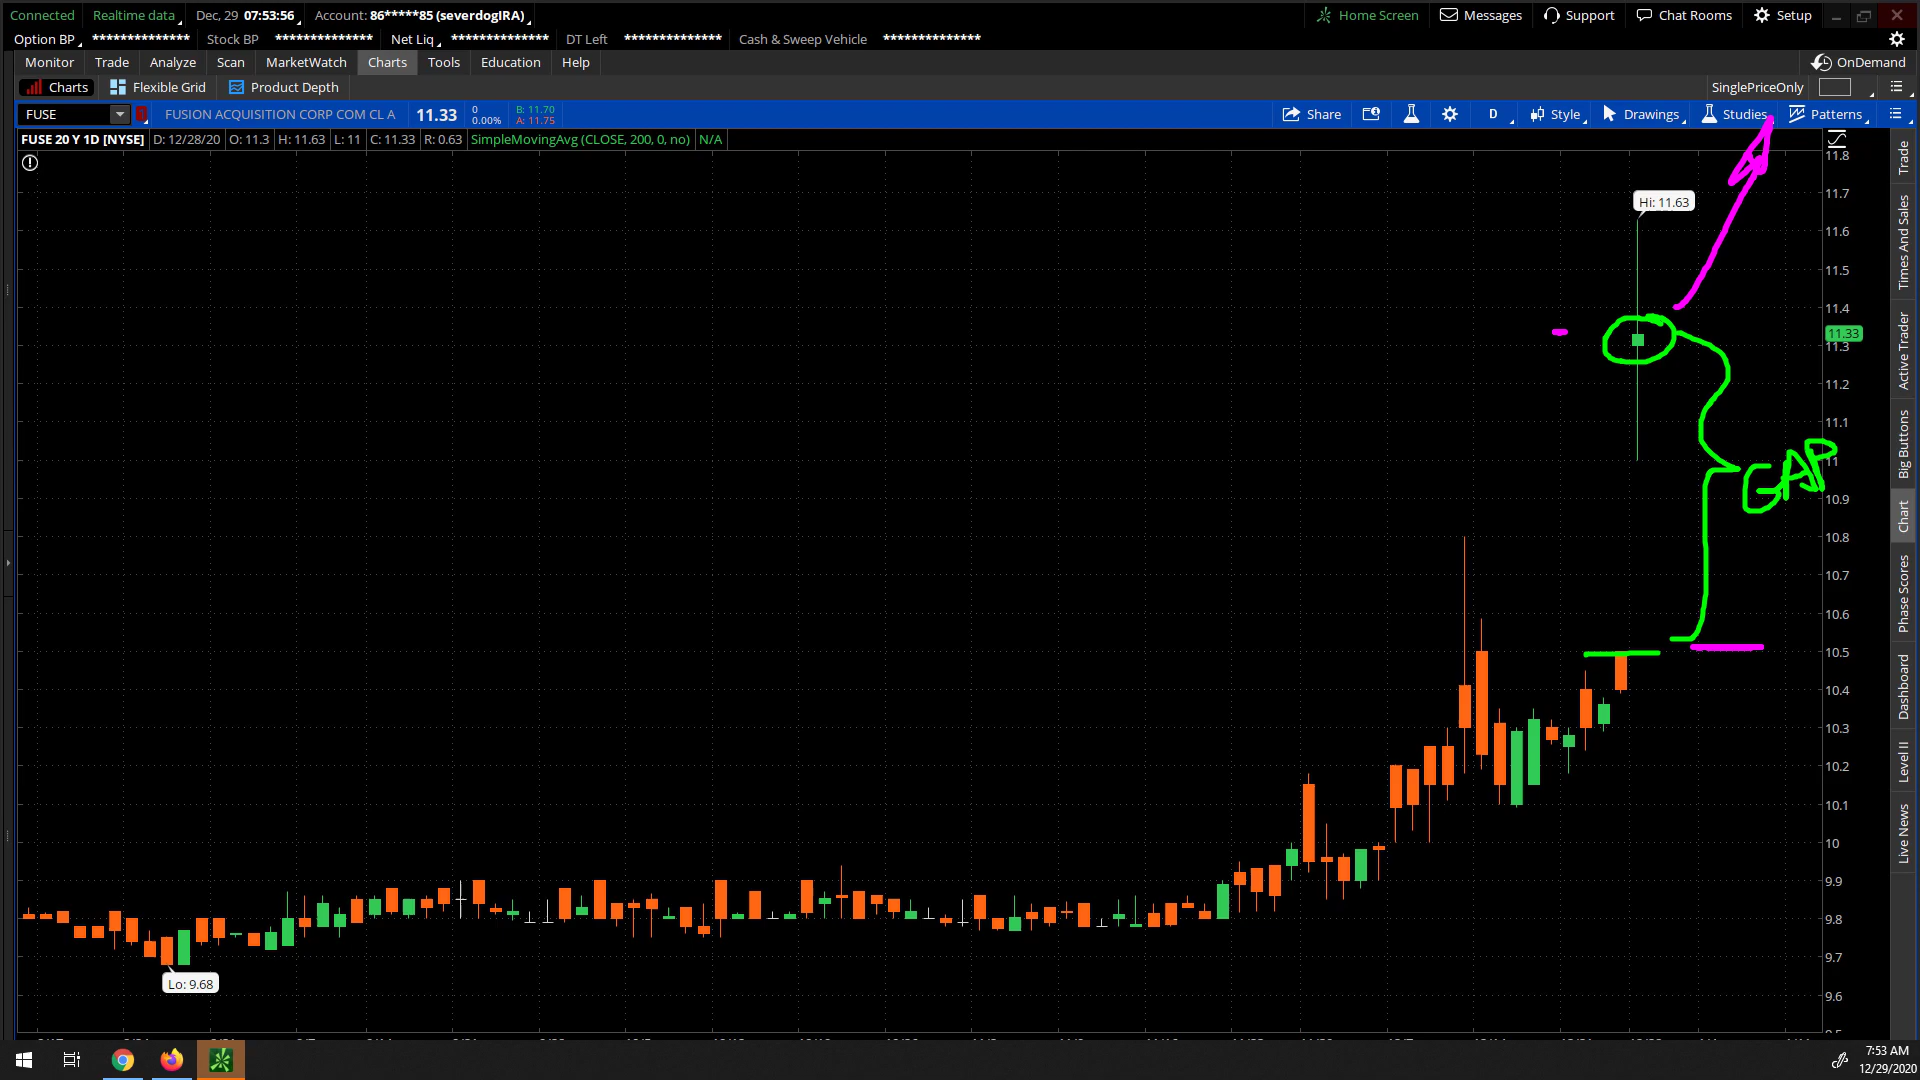 Connected Realtime data Dec, 29 07:53:56 Account: 86*****85 (severdogIRA) Home Screen Messages Support Chat Rooms Setup
Option BP ************** Stock BP ************** Net Liq ************** DT Left ************** Cash & Sweep Vehicle **************
Monitor Trade Analyze Scan MarketWatch Charts Tools Education Help OnDemand
Charts Flexible Grid Product Depth SinglePriceOnly
FUSE FUSION ACQUISITION CORP COM CL A 11.33 0 0.00% B: 11.70 A: 11.75 Share D Style Drawings Studies Patterns
FUSE 20 Y 1D [NYSE] D: 12/28/20 O: 11.3 H: 11.63 L: 11 C: 11.33 R: 0.63 SimpleMovingAvg (CLOSE, 200, 0, no) N/A
11.8
11.7
Hi: 11.63
11.6
11.5
11.4
11.33
11.3
11.2
11.1
11
GAP
10.9
10.8
10.7
10.6
10.5
10.4
10.3
10.2
10.1
10
9.9
9.8
9.7
Lo: 9.68
9.6
Trade
Times And Sales
Active Trader
Big Buttons
Chart
Phase Scores
Dashboard
Level II
Live News
7:53 AM
12/29/2020